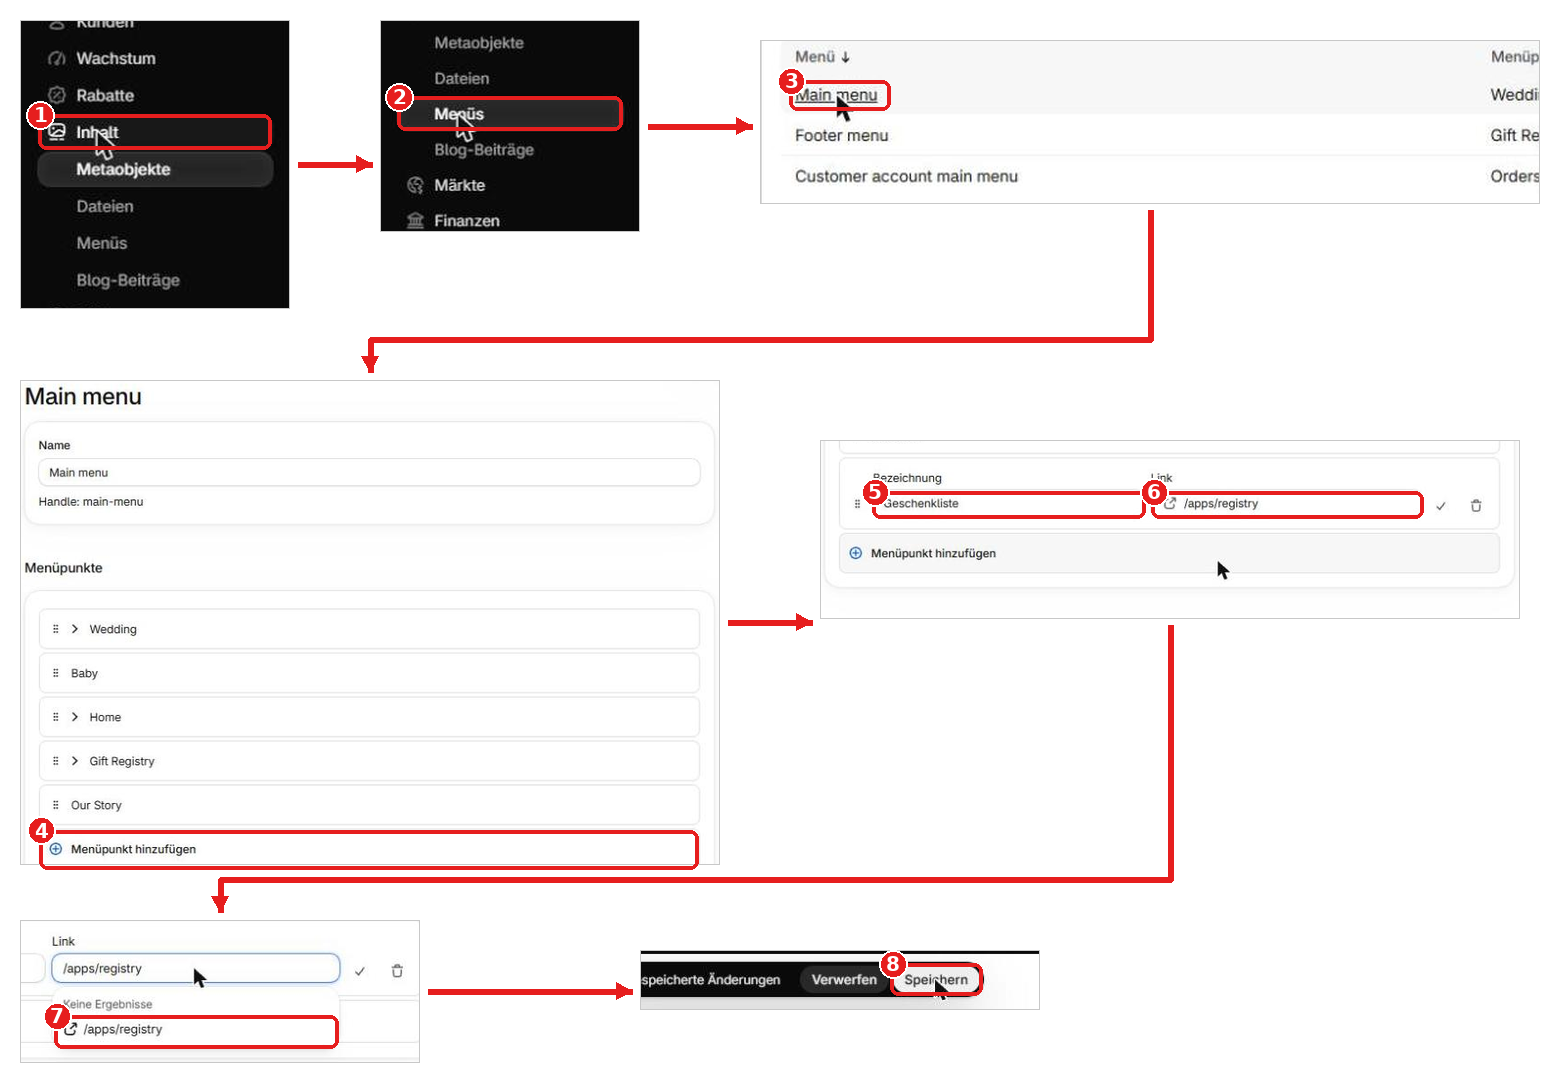 Kunden
Wachstum
Rabatte
1
Inhalt
Metaobjekte
Dateien
Menüs
Blog-Beiträge
Metaobjekte
Dateien
2
Menüs
Blog-Beiträge
Märkte
Finanzen
Menü ↓
Menüp
3
Main menu
Weddi
Footer menu
Gift Re
Customer account main menu
Orders
Main menu
Name
Main menu
Handle: main-menu
Menüpunkte
Wedding
Baby
Home
Gift Registry
Our Story
4
Menüpunkt hinzufügen
Bezeichnung
Link
5
Geschenkliste
6
/apps/registry
Menüpunkt hinzufügen
Link
/apps/registry
Keine Ergebnisse
7
/apps/registry
speicherte Änderungen
Verwerfen
8
Speichern